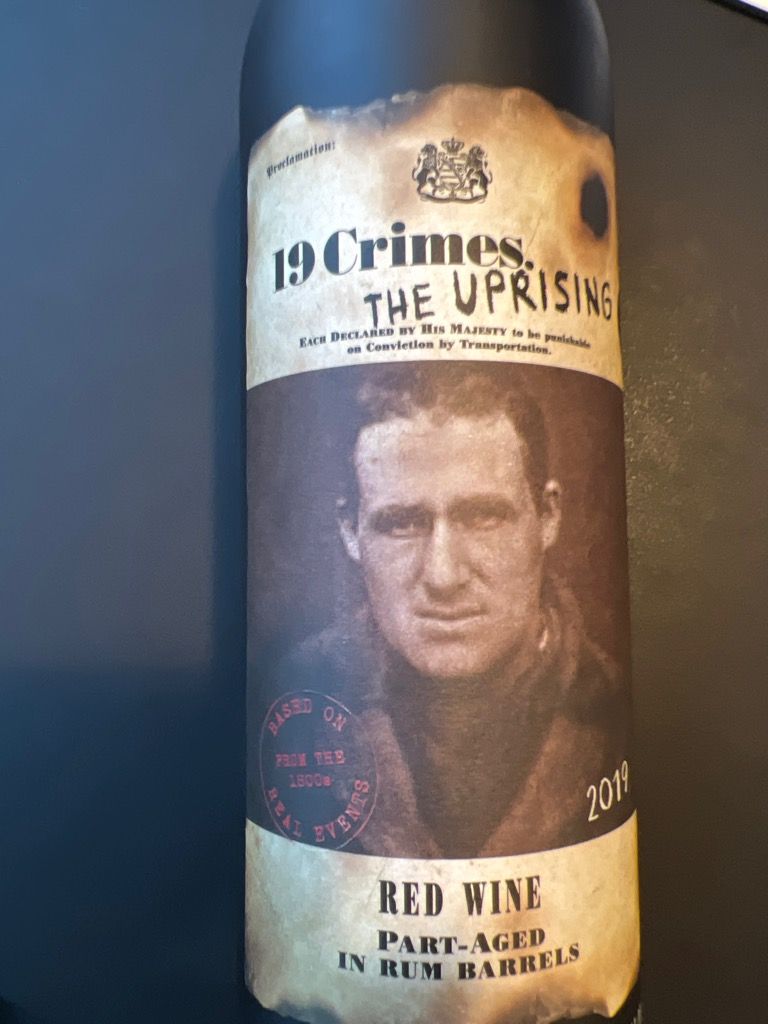 Proclamation:
19 Crimes.
THE UPRISING
EACH DECLARED BY HIS MAJESTY to be punishable
on Conviction by Transportation.
BASED ON
FROM THE
1800s
REAL EVENTS
2019
RED WINE
PART-AGED
IN RUM BARRELS